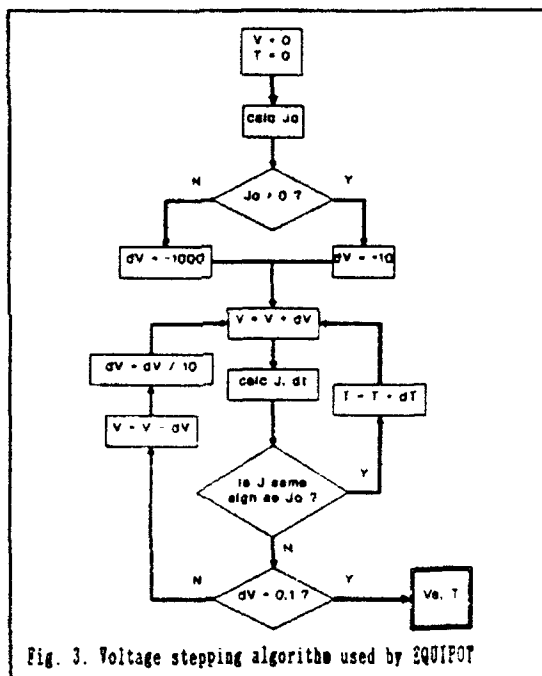 V = 0
T = 0
calc Jo
Jo > 0 ?
N
Y
dV = -1000
dV = +10
V = V + dV
dV = dV / 10
calc J, dt
T = T + dT
V = V - dV
Is J same
sign as Jo ?
Y
N
N
dV = 0.1 ?
Y
Ve, T
Fig. 3. Voltage stepping algorithm used by EQUIPOT